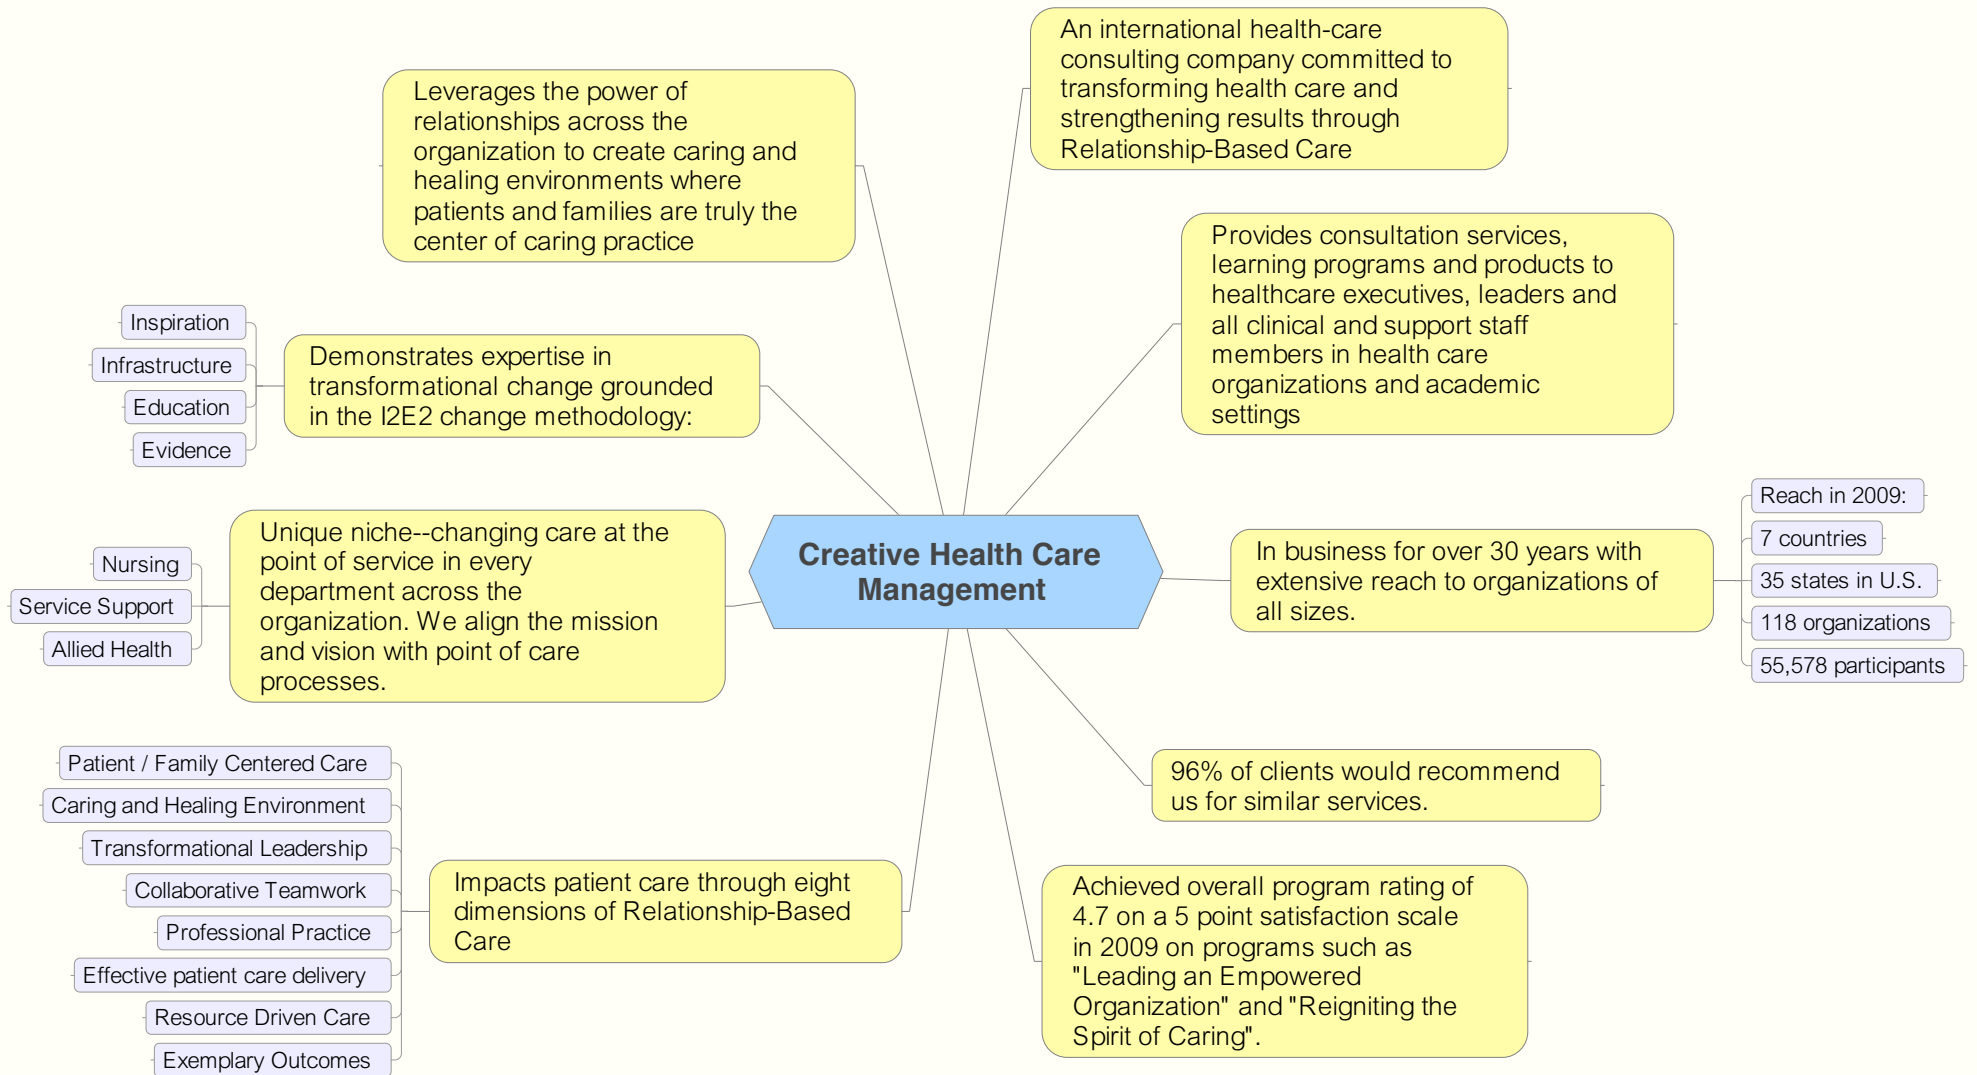 Creative Health Care
Management
An international health-care
consulting company committed to
transforming health care and
strengthening results through
Relationship-Based Care
Provides consultation services,
learning programs and products to
healthcare executives, leaders and
all clinical and support staff
members in health care
organizations and academic
settings
In business for over 30 years with
extensive reach to organizations of
all sizes.
Reach in 2009:
7 countries
35 states in U.S.
118 organizations
55,578 participants
96% of clients would recommend
us for similar services.
Achieved overall program rating of
4.7 on a 5 point satisfaction scale
in 2009 on programs such as
"Leading an Empowered
Organization" and "Reigniting the
Spirit of Caring".
Leverages the power of
relationships across the
organization to create caring and
healing environments where
patients and families are truly the
center of caring practice
Demonstrates expertise in
transformational change grounded
in the I2E2 change methodology:
Inspiration
Infrastructure
Education
Evidence
Unique niche--changing care at the
point of service in every
department across the
organization. We align the mission
and vision with point of care
processes.
Nursing
Service Support
Allied Health
Impacts patient care through eight
dimensions of Relationship-Based
Care
Patient / Family Centered Care
Caring and Healing Environment
Transformational Leadership
Collaborative Teamwork
Professional Practice
Effective patient care delivery
Resource Driven Care
Exemplary Outcomes